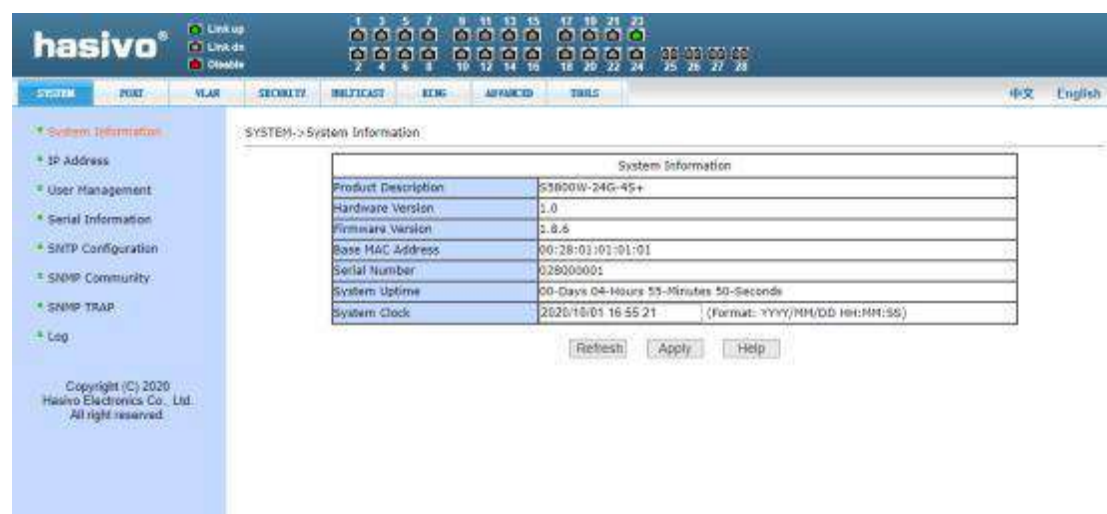 hasivo®
Link up
Link dn
Disable
1 3 5 7 9 11 13 15 17 19 21 23
2 4 6 8 10 12 14 16 18 20 22 24 25 26 27 28
SYSTEM PORT VLAN SECURITY MULTICAST RING ADVANCED TOOLS 中文 English
System Information
IP Address
User Management
Serial Information
SNTP Configuration
SNMP Community
SNMP TRAP
Log
Copyright (C) 2020
Hasivo Electronics Co., Ltd.
All right reserved
SYSTEM->System Information
System Information
Product Description S5800W-24G-4S+
Hardware Version 1.0
Firmware Version 1.8.6
Base MAC Address 00:28:01:01:01:01
Serial Number 028000001
System Uptime 00-Days 04-Hours 55-Minutes 50-Seconds
System Clock 2020/10/01 16 55 21 (Format: YYYY/MM/DD HH:MM:SS)
Refresh Apply Help